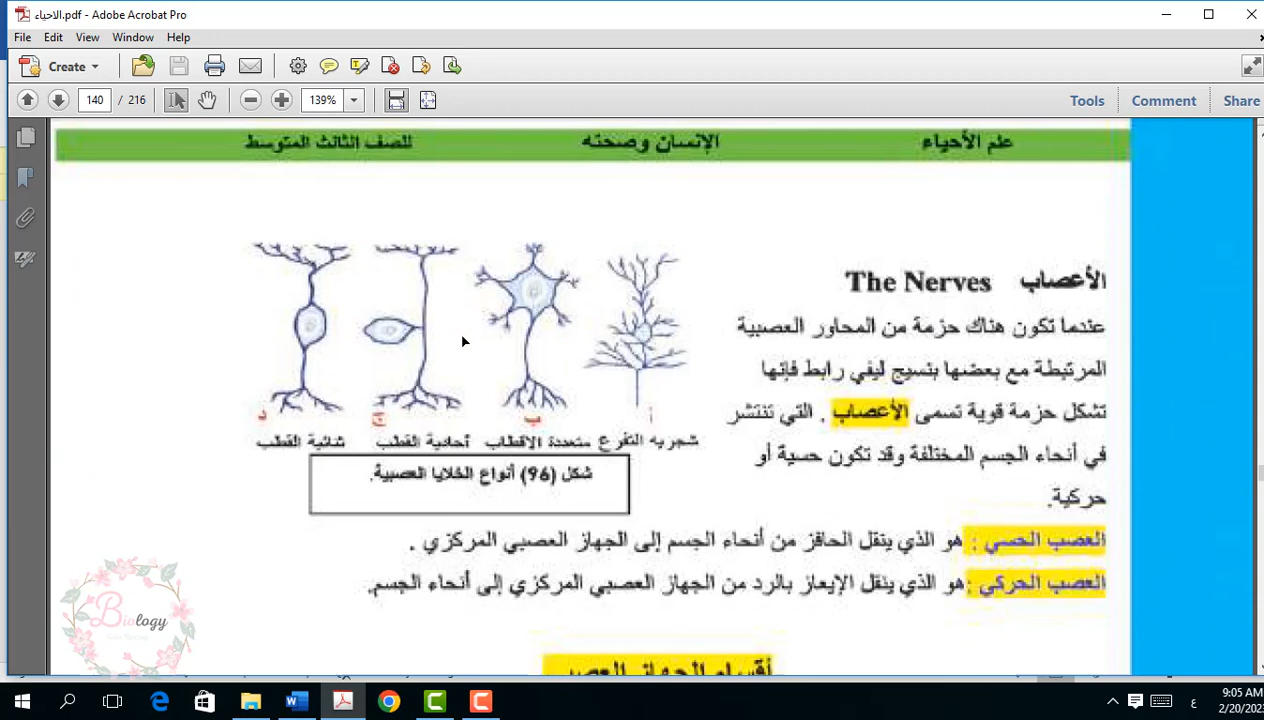 الاحياء.pdf - Adobe Acrobat Pro
File Edit View Window Help
Create
140 / 216 139% Tools Comment Share
علم الأحياء الإنسان وصحته للصف الثالث المتوسط
الأعصاب The Nerves
عندما تكون هناك حزمة من المحاور العصبية
المرتبطة مع بعضها بنسيج ليفي رابط فإنها
تشكل حزمة قوية تسمى الأعصاب . التي تنتشر
في أنحاء الجسم المختلفة وقد تكون حسية أو
حركية.
أ ب ج د
شجريه التفرع متعددة الاقطاب أحادية القطب ثنائية القطب
شكل (96) أنواع الخلايا العصبية.
العصب الحسي : هو الذي ينقل الحافز من أنحاء الجسم إلى الجهاز العصبي المركزي .
العصب الحركي : هو الذي ينقل الإيعاز بالرد من الجهاز العصبي المركزي إلى أنحاء الجسم.
أقسام الجهاز
Biology
ع
9:05 AM
2/20/202